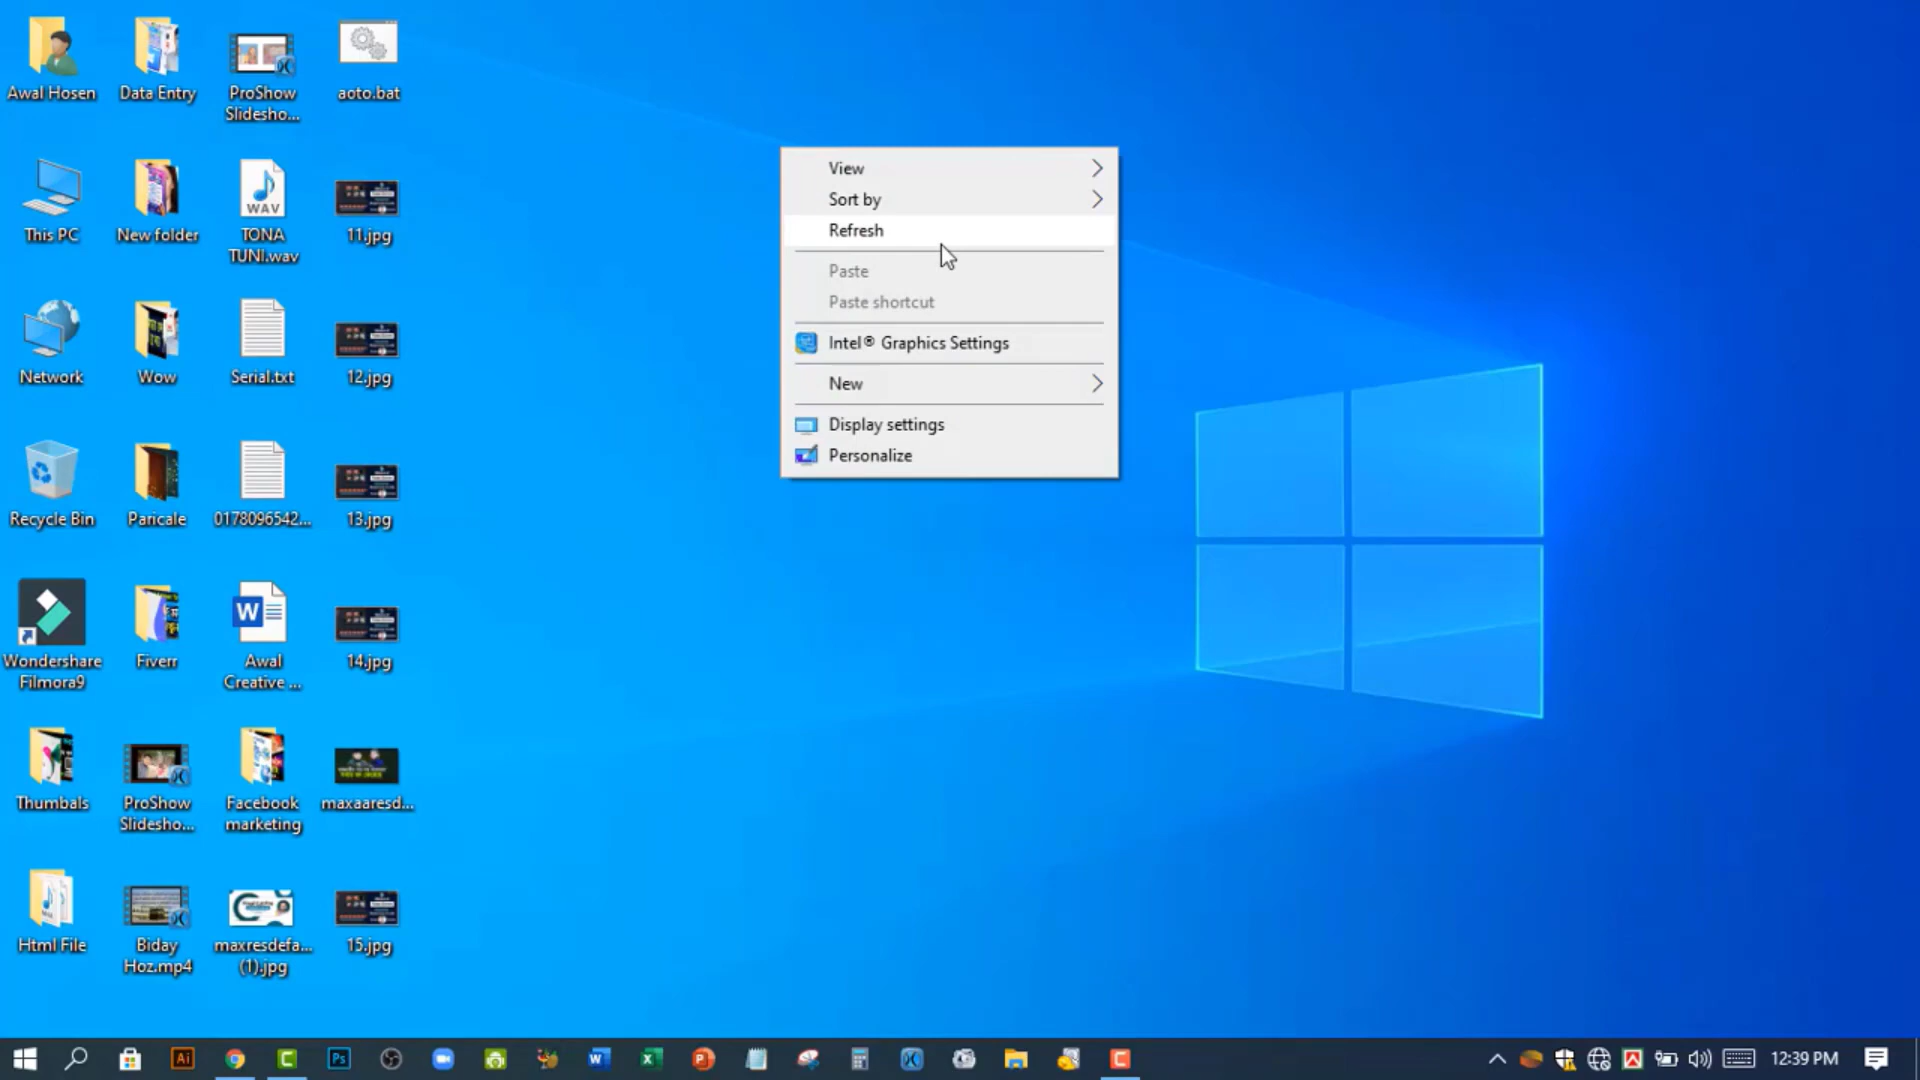 Awal Hosen
Data Entry
ProShow
Slidesho...
aoto.bat
This PC
New folder
WAV
TONA
TUNI.wav
11.jpg
Network
Wow
Serial.txt
12.jpg
Recycle Bin
Paricale
0178096542...
13.jpg
Wondershare
Filmora9
Fiverr
W
Awal
Creative ...
14.jpg
Thumbals
ProShow
Slidesho...
Facebook
marketing
maxaaresd...
Html File
Biday
Hoz.mp4
maxresdefa...
(1).jpg
15.jpg
View
Sort by
Refresh
Paste
Paste shortcut
Intel® Graphics Settings
New
Display settings
Personalize
Ai
C
Ps
W
X
P
C
12:39 PM